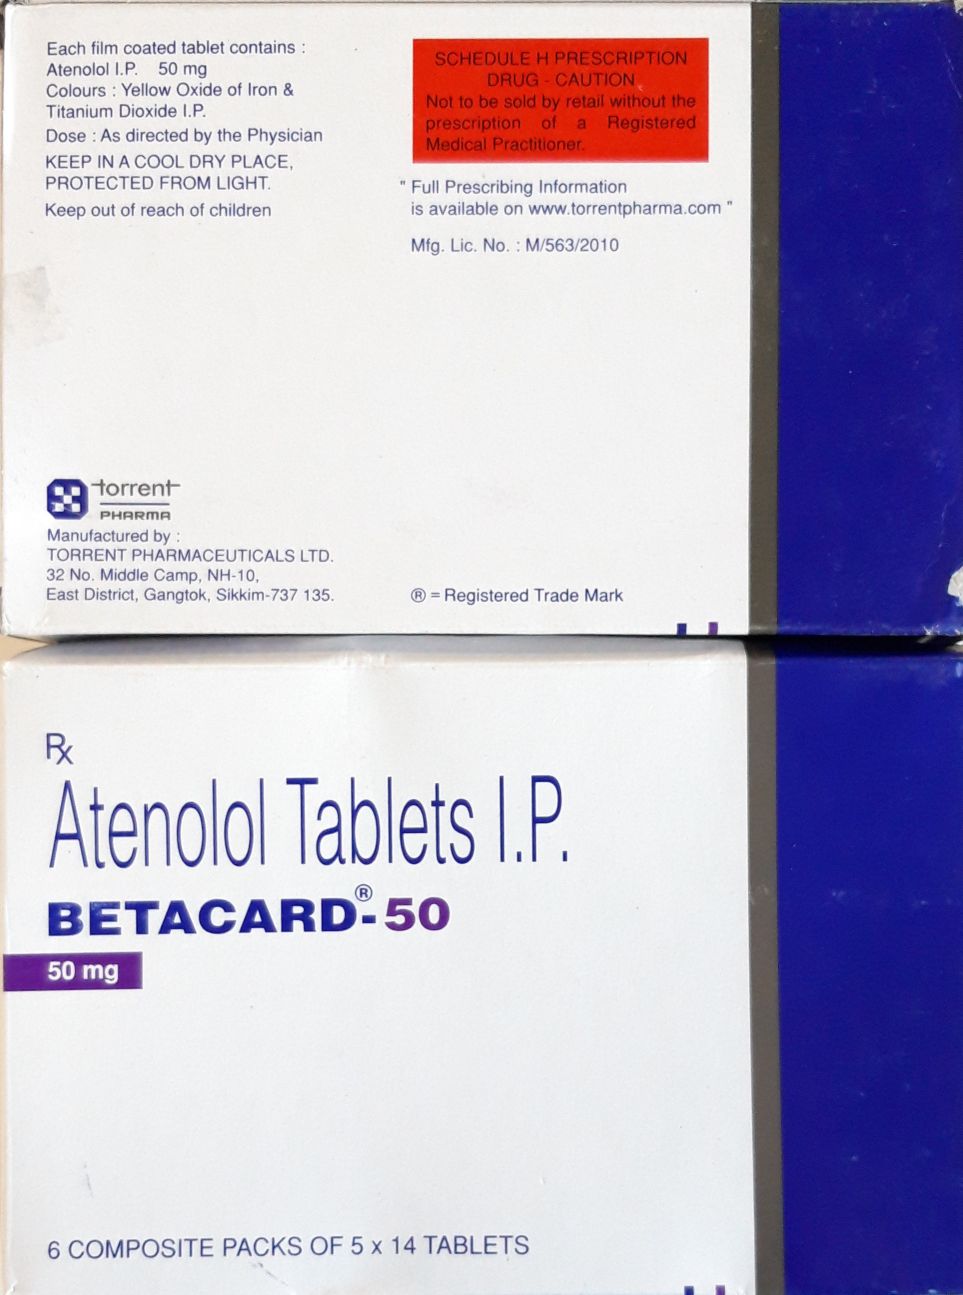 Each film coated tablet contains :
Atenolol I.P. 50 mg
Colours : Yellow Oxide of Iron &
Titanium Dioxide I.P.
Dose : As directed by the Physician
KEEP IN A COOL DRY PLACE,
PROTECTED FROM LIGHT.
Keep out of reach of children
SCHEDULE H PRESCRIPTION
DRUG - CAUTION
Not to be sold by retail without the
prescription of a Registered
Medical Practitioner.
" Full Prescribing Information
is available on www.torrentpharma.com "
Mfg. Lic. No. : M/563/2010
torrent
PHARMA
Manufactured by :
TORRENT PHARMACEUTICALS LTD.
32 No. Middle Camp, NH-10,
East District, Gangtok, Sikkim-737 135.
® = Registered Trade Mark
Rx
Atenolol Tablets I.P.
BETACARD®-50
50 mg
6 COMPOSITE PACKS OF 5 x 14 TABLETS